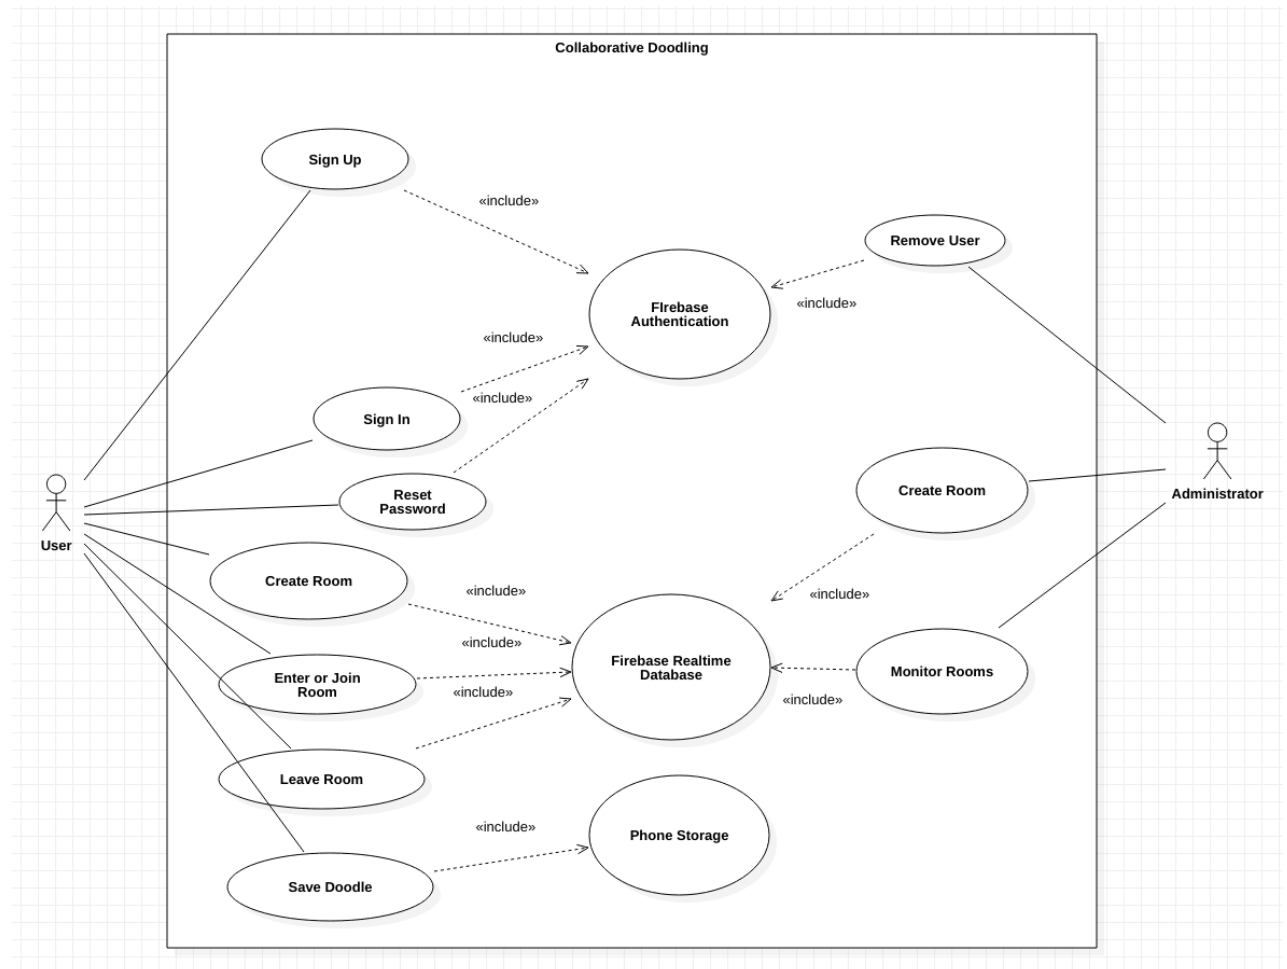 Collaborative Doodling
Sign Up
«include»
Remove User
«include»
FIrebase
Authentication
«include»
«include»
Sign In
Reset
Password
User
Administrator
Create Room
Create Room
«include»
«include»
«include»
Enter or Join
Room
«include»
Firebase Realtime
Database
Monitor Rooms
«include»
Leave Room
«include»
Phone Storage
Save Doodle